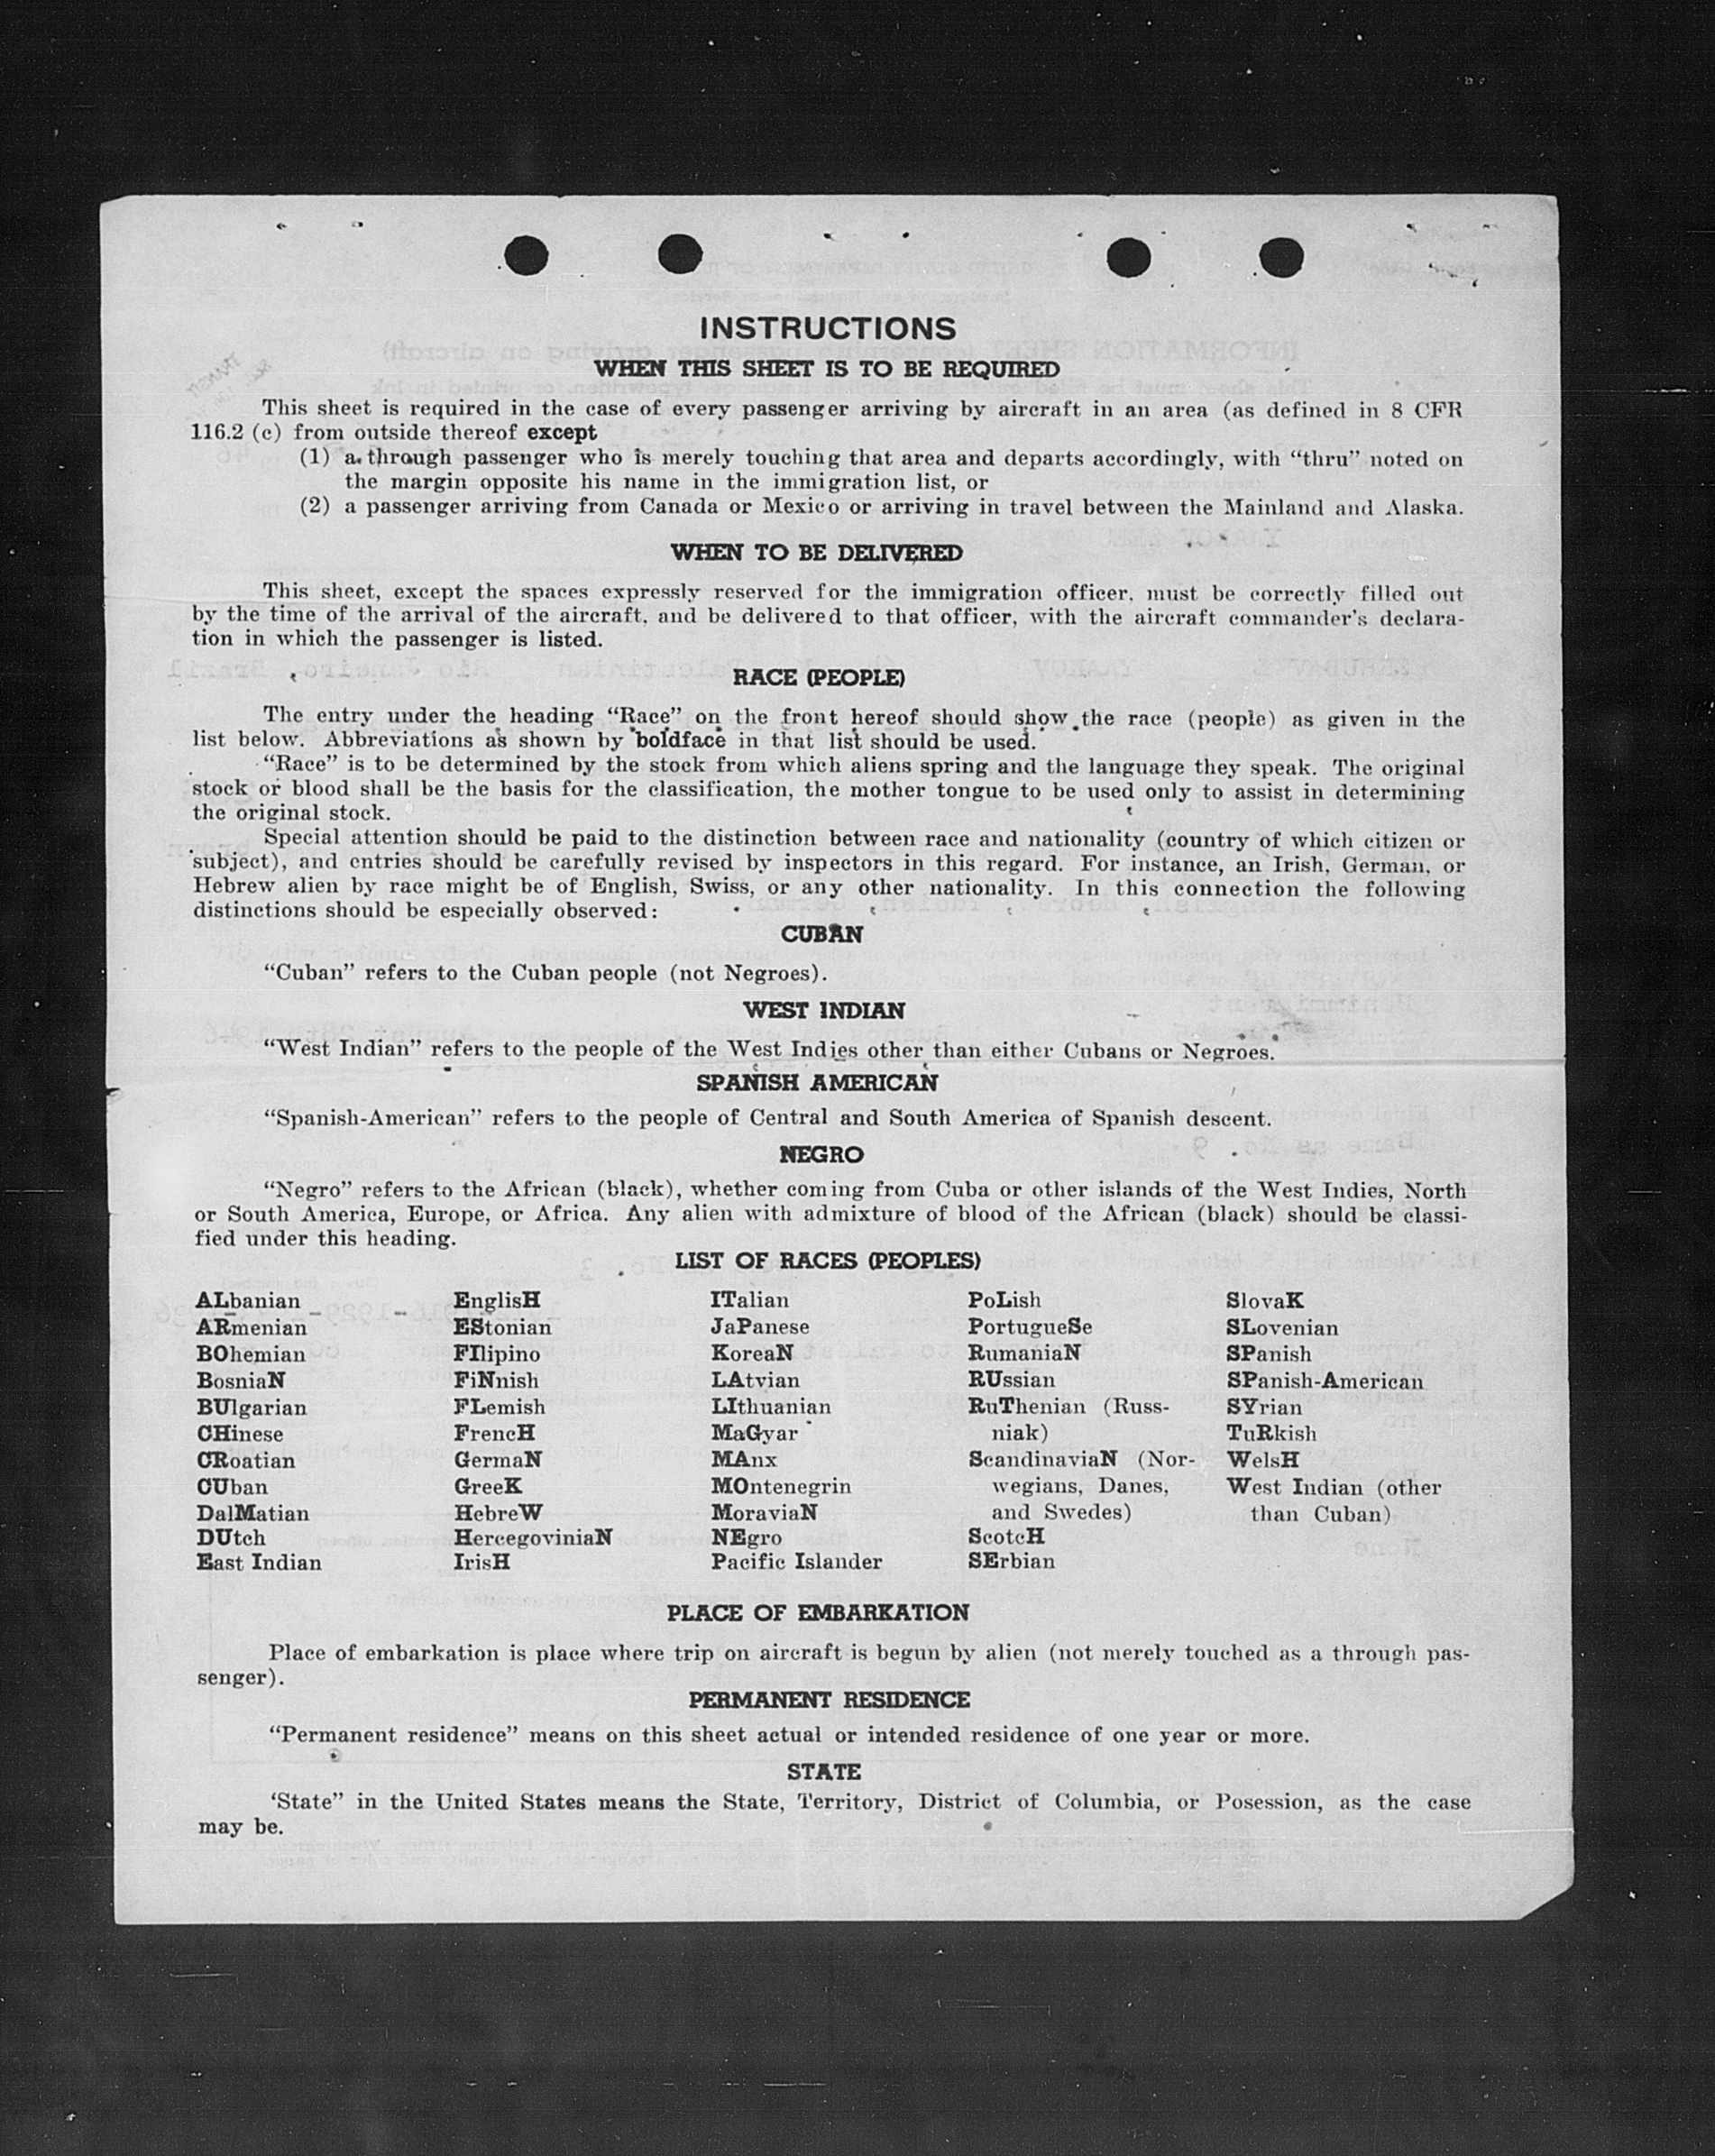 INSTRUCTIONS
WHEN THIS SHEET IS TO BE REQUIRED
This sheet is required in the case of every passenger arriving by aircraft in an area (as defined in 8 CFR
116.2 (c) from outside thereof except
(1) a through passenger who is merely touching that area and departs accordingly, with “thru” noted on
the margin opposite his name in the immigration list, or
(2) a passenger arriving from Canada or Mexico or arriving in travel between the Mainland and Alaska.
WHEN TO BE DELIVERED
This sheet, except the spaces expressly reserved for the immigration officer, must be correctly filled out
by the time of the arrival of the aircraft, and be delivered to that officer, with the aircraft commander's declara-
tion in which the passenger is listed.
RACE (PEOPLE)
The entry under the heading “Race” on the front hereof should show the race (people) as given in the
list below. Abbreviations as shown by boldface in that list should be used.
“Race” is to be determined by the stock from which aliens spring and the language they speak. The original
stock or blood shall be the basis for the classification, the mother tongue to be used only to assist in determining
the original stock.
Special attention should be paid to the distinction between race and nationality (country of which citizen or
subject), and entries should be carefully revised by inspectors in this regard. For instance, an Irish, German, or
Hebrew alien by race might be of English, Swiss, or any other nationality. In this connection the following
distinctions should be especially observed:
CUBAN
“Cuban” refers to the Cuban people (not Negroes).
WEST INDIAN
“West Indian” refers to the people of the West Indies other than either Cubans or Negroes.
SPANISH AMERICAN
“Spanish-American” refers to the people of Central and South America of Spanish descent.
NEGRO
“Negro” refers to the African (black), whether coming from Cuba or other islands of the West Indies, North
or South America, Europe, or Africa. Any alien with admixture of blood of the African (black) should be classi-
fied under this heading.
LIST OF RACES (PEOPLES)
ALbanian
ARmenian
BOhemian
BosniaN
BUlgarian
CHinese
CRoatian
CUban
DalMatian
DUtch
East Indian
EnglisH
EStonian
FIlipino
FiNnish
FLemish
FrencH
GermaN
GreeK
HebreW
HercegoviniaN
IrisH
ITalian
JaPanese
KoreaN
LAtvian
LIthuanian
MaGyar
MAnx
MOntenegrin
MoraviaN
NEgro
Pacific Islander
PoLish
PortugueSe
RumaniaN
RUssian
RuThenian (Russ-
niak)
ScandinaviaN (Nor-
wegians, Danes,
and Swedes)
ScotcH
SErbian
SlovaK
SLovenian
SPanish
SPanish-American
SYrian
TuRkish
WelsH
West Indian (other
than Cuban)
PLACE OF EMBARKATION
Place of embarkation is place where trip on aircraft is begun by alien (not merely touched as a through pas-
senger).
PERMANENT RESIDENCE
“Permanent residence” means on this sheet actual or intended residence of one year or more.
STATE
‘State” in the United States means the State, Territory, District of Columbia, or Posession, as the case
may be.